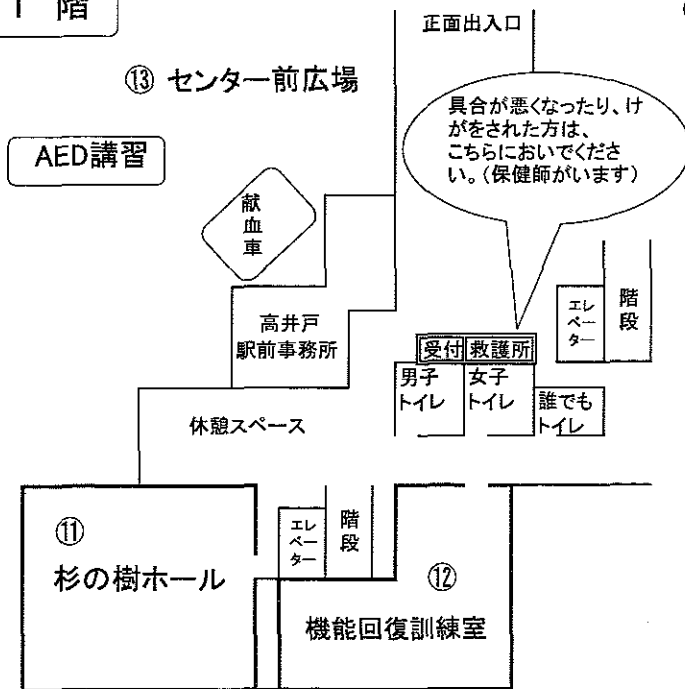 1 階
正面出入口
⑬ センター前広場
具合が悪くなったり、け
がをされた方は、
こちらにおいでくださ
い。（保健師がいます）
AED講習
献血車
エレベーター
階段
高井戸
駅前事務所
受付
救護所
男子
トイレ
女子
トイレ
誰でも
トイレ
休憩スペース
エレベーター
階段
⑪
杉の樹ホール
⑫
機能回復訓練室